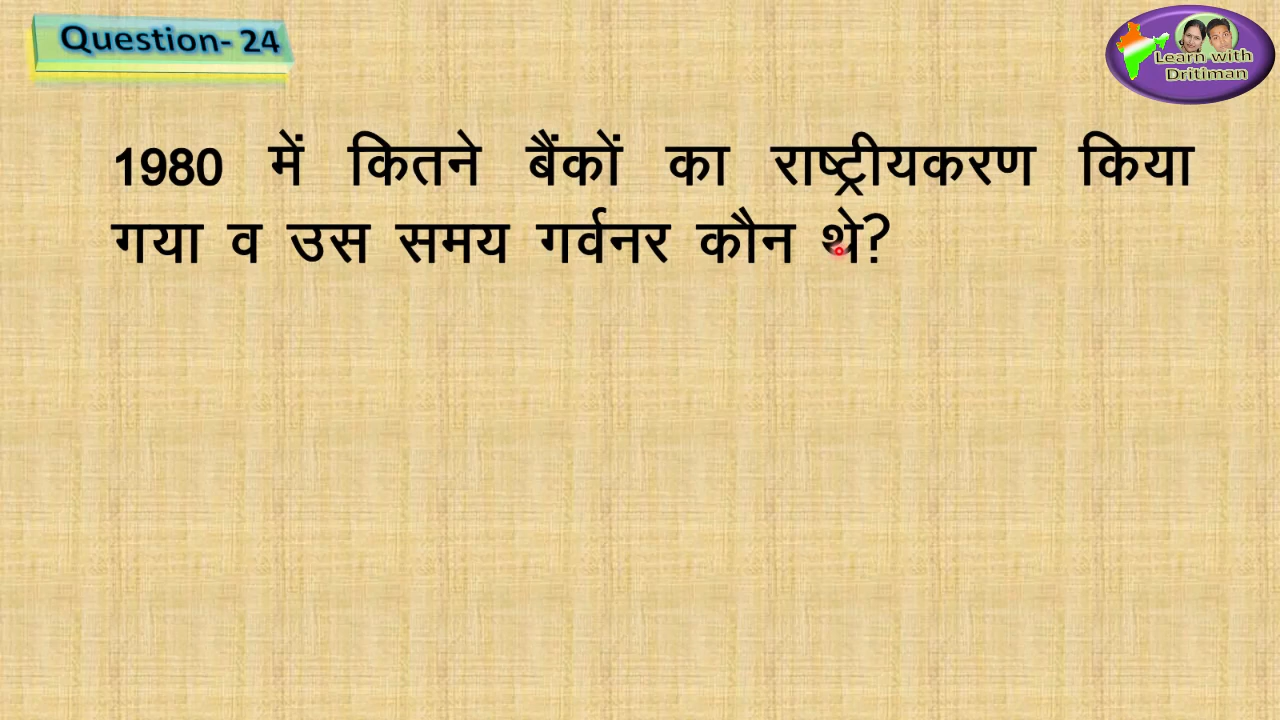 Question- 24
Learn with
Dritiman
1980 में कितने बैंकों का राष्ट्रीयकरण किया
गया व उस समय गर्वनर कौन थे?